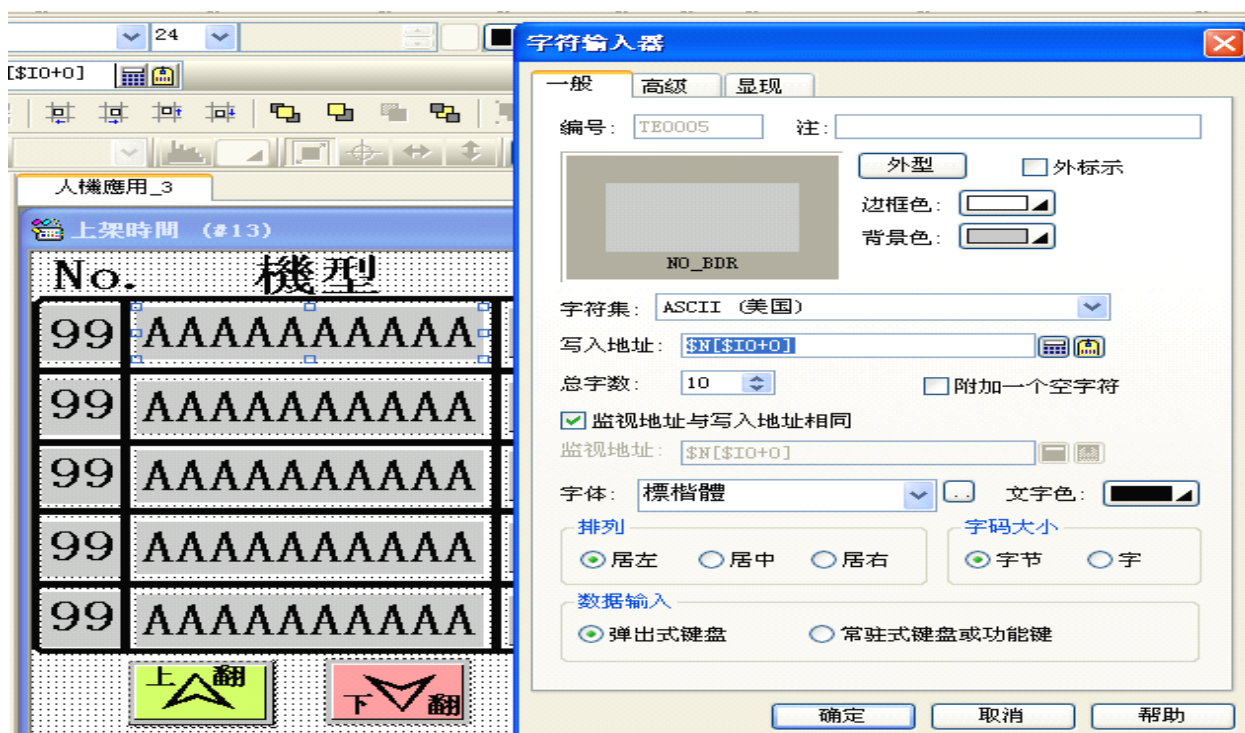 24
字符输入器
[$I0+0]
一般 高级 显现
编号: TE0005 注:
外型 外标示
人機應用_3
边框色:
上架時間 (#13)
背景色:
NO_BDR
No. 機型
字符集: ASCII (美国)
99 AAAAAAAAAA
写入地址: $N[$I0+0]
总字数: 10 附加一个空字符
99 AAAAAAAAAA
监视地址与写入地址相同
监视地址: $N[$I0+0]
99 AAAAAAAAAA
字体: 標楷體 .. 文字色:
排列 字码大小
99 AAAAAAAAAA
居左 居中 居右 字节 字
数据输入
99 AAAAAAAAAA
弹出式键盘 常驻式键盘或功能键
上翻 下翻
确定 取消 帮助